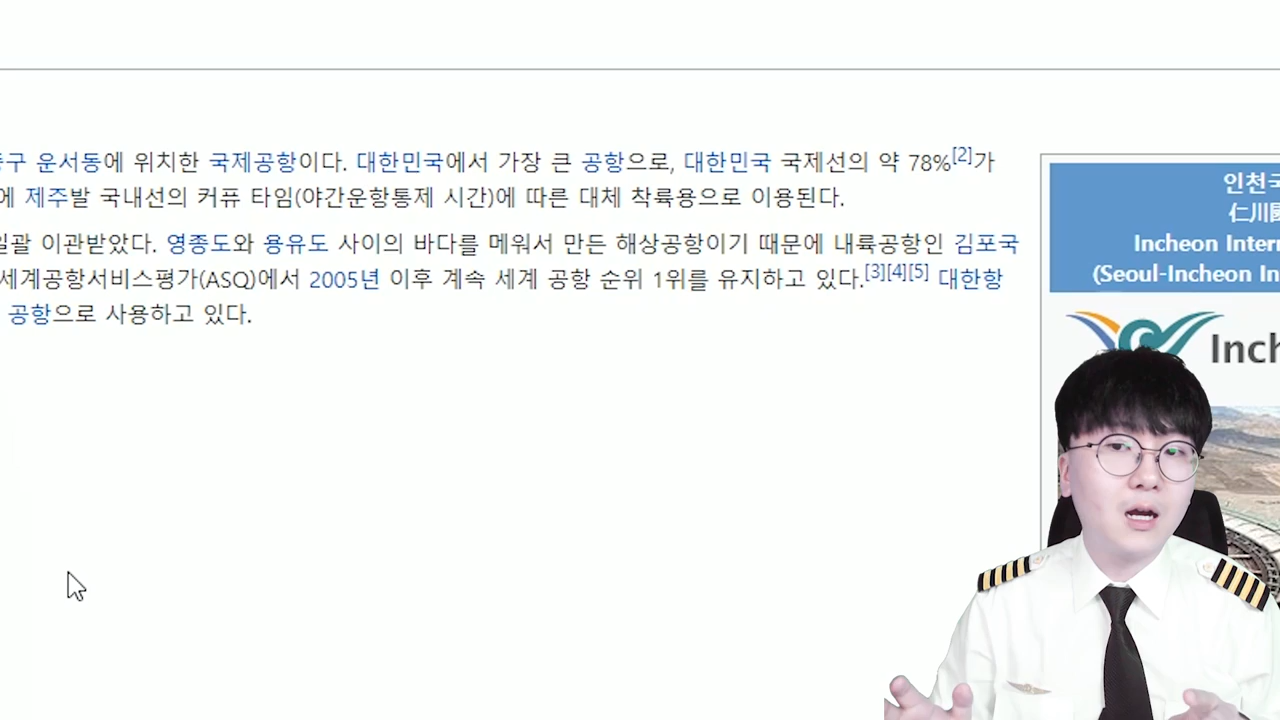 구 운서동에 위치한 국제공항이다. 대한민국에서 가장 큰 공항으로, 대한민국 국제선의 약 78%[2]가
에 제주발 국내선의 커퓨 타임(야간운항통제 시간)에 따른 대체 착륙용으로 이용된다.
일괄 이관받았다. 영종도와 용유도 사이의 바다를 메워서 만든 해상공항이기 때문에 내륙공항인 김포국
세계공항서비스평가(ASQ)에서 2005년 이후 계속 세계 공항 순위 1위를 유지하고 있다.[3][4][5] 대한항
공항으로 사용하고 있다.
인천국
仁川
Incheon Intern
(Seoul-Incheon In
Inch